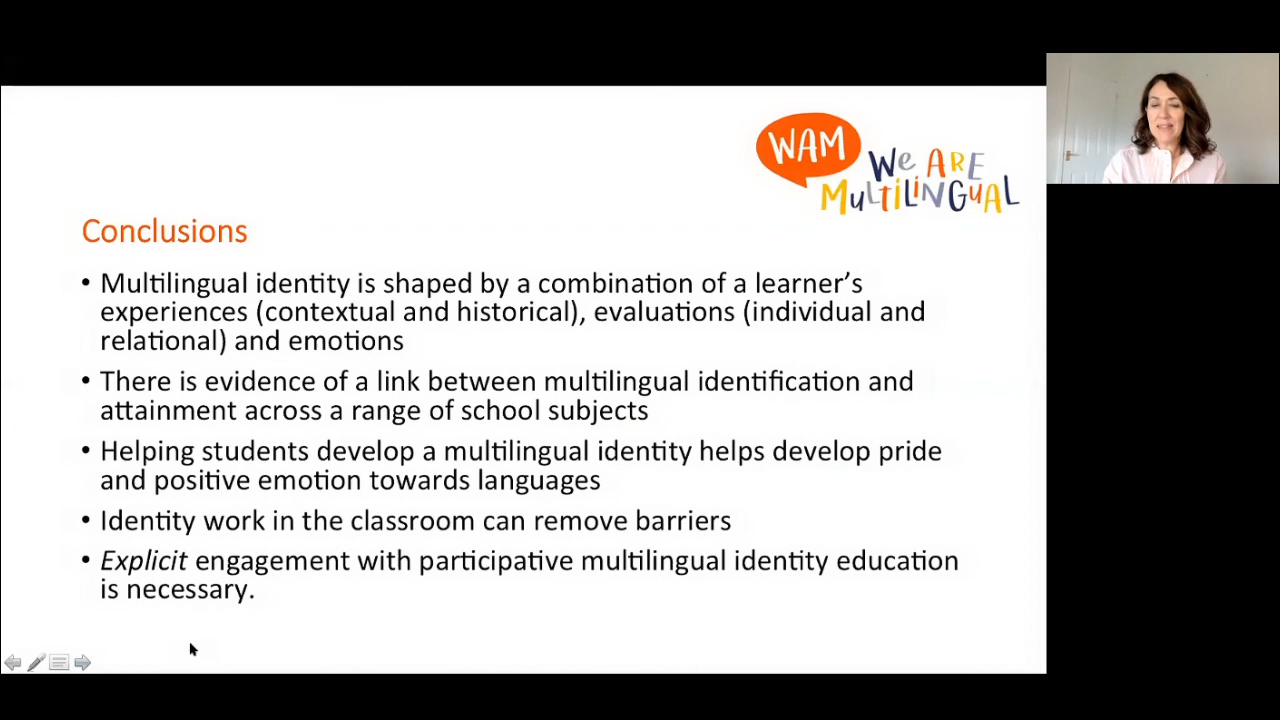 WAM
We ARE
MuLtiLiNGuAL
Conclusions
• Multilingual identity is shaped by a combination of a learner’s
experiences (contextual and historical), evaluations (individual and
relational) and emotions
• There is evidence of a link between multilingual identification and
attainment across a range of school subjects
• Helping students develop a multilingual identity helps develop pride
and positive emotion towards languages
• Identity work in the classroom can remove barriers
• Explicit engagement with participative multilingual identity education
is necessary.